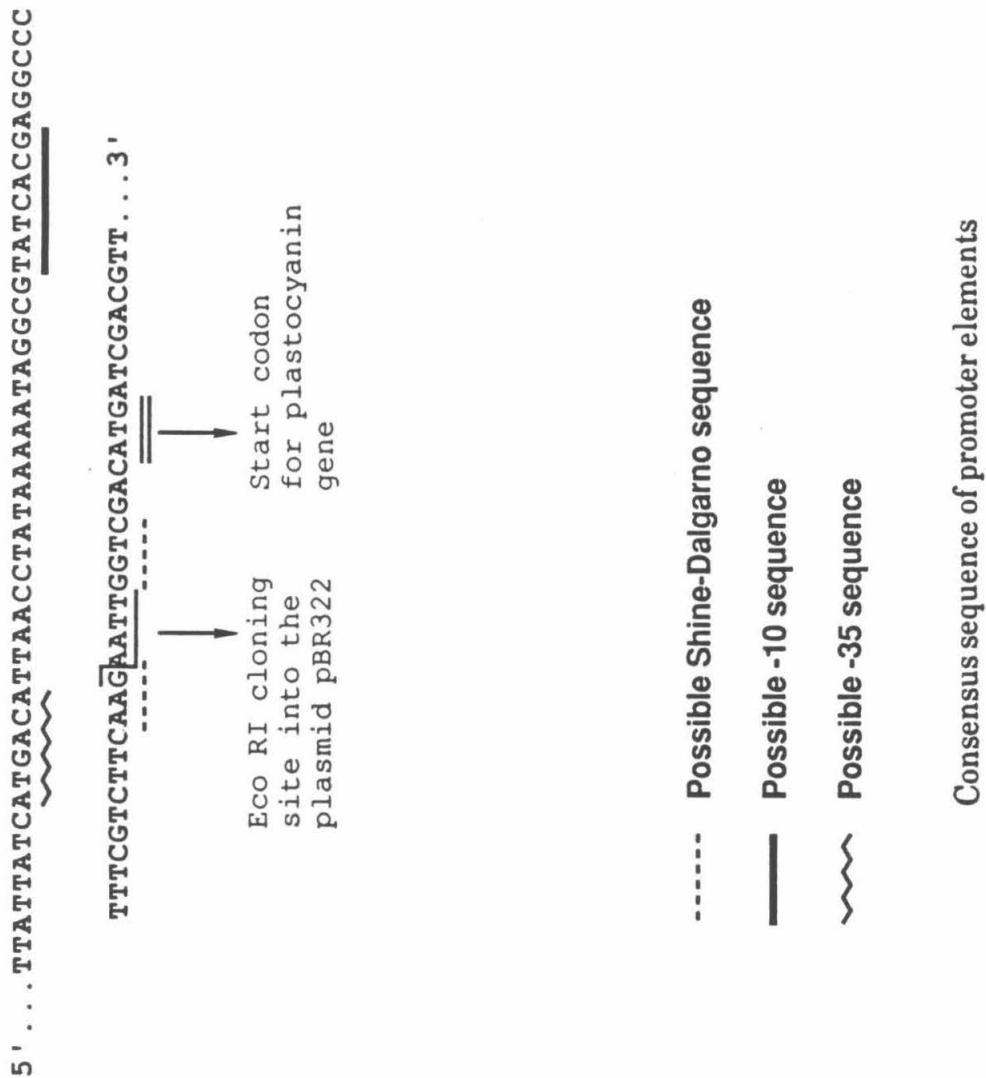 5'...TTATTATCATGACATTAACCTATAAAAATAGGCGTATCACGAGGCCC
TTTCGTCTTCAAGAATTGGTCGACATGATCGACGTT...3'
Eco RI cloning
site into the
plasmid pBR322
Start codon
for plastocyanin
gene
Possible Shine-Dalgarno sequence
Possible -10 sequence
Possible -35 sequence
Consensus sequence of promoter elements